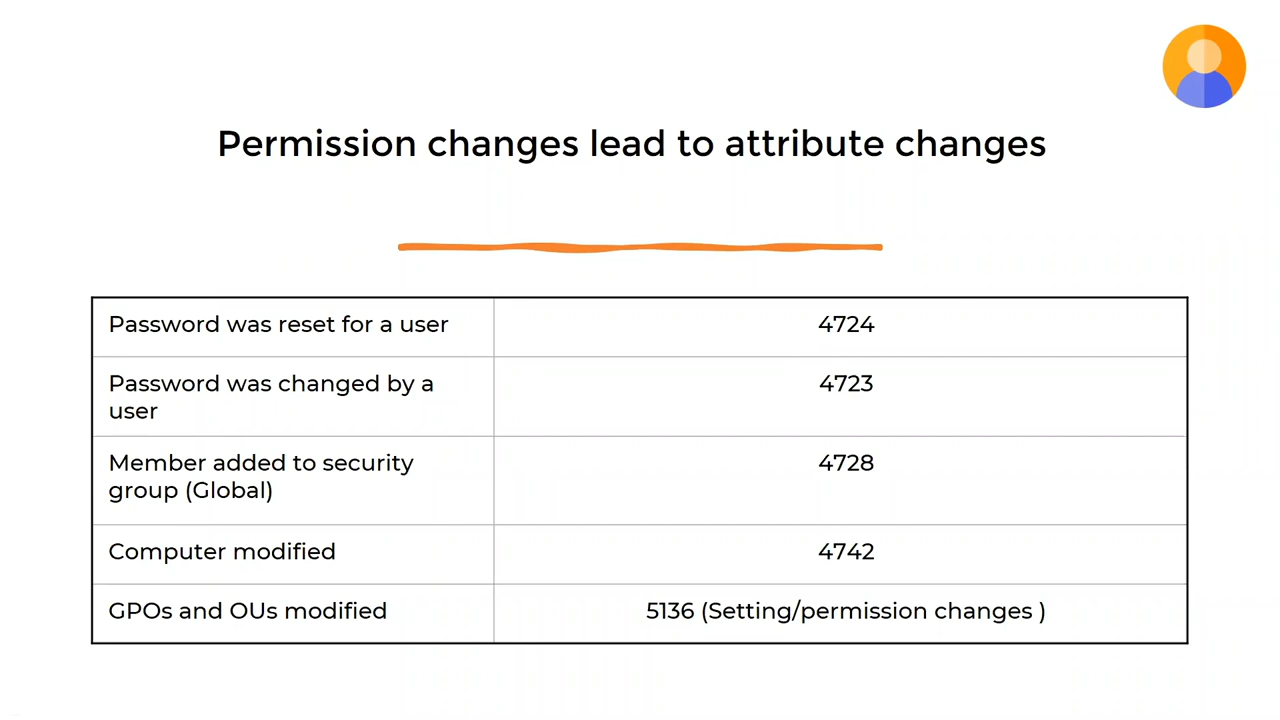 Permission changes lead to attribute changes
Password was reset for a user
4724
Password was changed by a
user
4723
Member added to security
group (Global)
4728
Computer modified
4742
GPOs and OUs modified
5136 (Setting/permission changes )